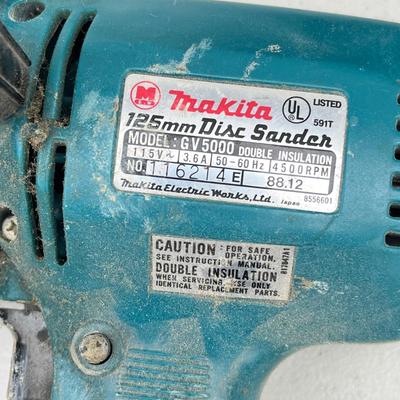 M
makita
UL LISTED
591T
125mm Disc Sander
MODEL: GV5000 DOUBLE INSULATION
115V~ 3.6A 50-60Hz 4500RPM
NO. 116214E 88.12
Makita Electric Works, Ltd. Japan 8556601
CAUTION: FOR SAFE OPERATION,
SEE INSTRUCTION MANUAL.
DOUBLE INSULATION
WHEN SERVICING USE ONLY
IDENTICAL REPLACEMENT PARTS.